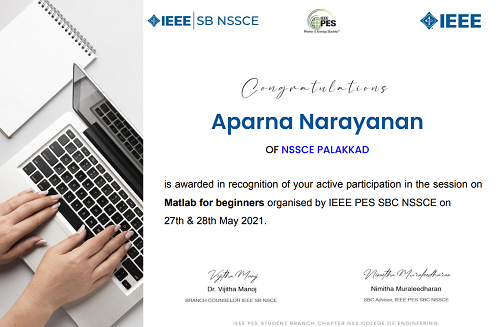 IEEE SB NSSCE
IEEE PES
Power & Energy Society®
IEEE
Congratulations
Aparna Narayanan
OF NSSCE PALAKKAD
is awarded in recognition of your active participation in the session on
Matlab for beginners organised by IEEE PES SBC NSSCE on
27th & 28th May 2021.
Vijitha Manoj
Nimitha Muraleedharan
Dr. Vijitha Manoj
Nimitha Muraleedharan
BRANCH COUNSELOR IEEE SB NSCE
SBC Advisor, IEEE PES SBC NSSCE
IEEE PES STUDENT BRANCH CHAPTER NSS COLEGE OF ENGINEERING